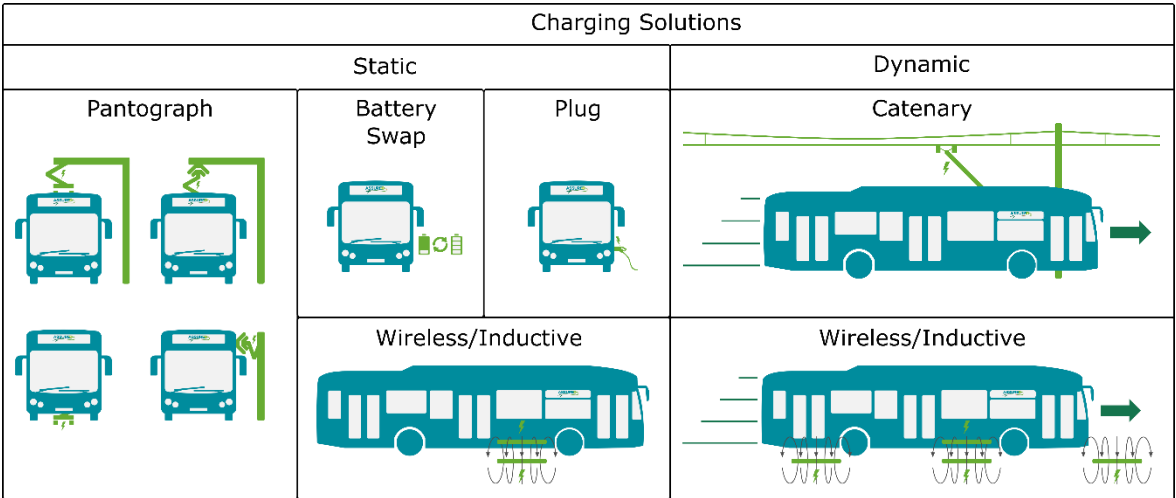 Charging Solutions
Static
Dynamic
Pantograph
Battery
Swap
Plug
Catenary
Wireless/Inductive
Wireless/Inductive